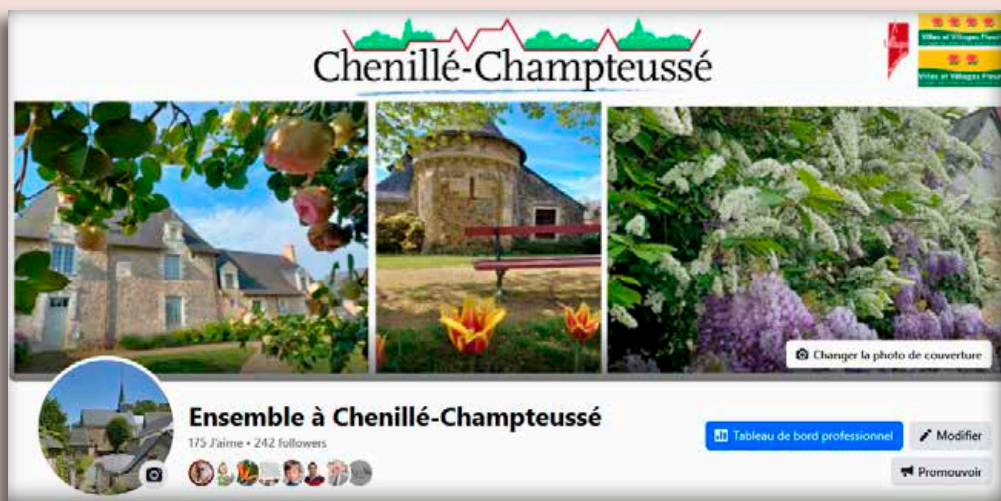 Villes et Villages Fleuris
Chenillé-Champteussé
Villes et Villages Fleuris
Changer la photo de couverture
Ensemble à Chenillé-Champteussé
175 J'aime • 242 followers
Tableau de bord professionnel
Modifier
Promouvoir